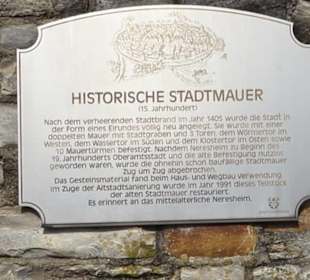 HISTORISCHE STADTMAUER
(15. Jahrhundert)
Nach dem verheerenden Stadtbrand im Jahr 1405 wurde die Stadt in
der Form eines Eirundes völlig neu angelegt. Sie wurde mit einer
doppelten Mauer mit Stadtgraben und 3 Toren, dem Wörmertor im
Westen, dem Wassertor im Süden und dem Klostertor im Osten sowie
10 Mauertürmen befestigt. Nachdem Neresheim zu Beginn des
19. Jahrhunderts Oberamtsstadt und die alte Befestigung nutzlos
geworden waren, wurde die ohnehin schon baufällige Stadtmauer
Zug um Zug abgebrochen.
Das Gesteinsmaterial fand beim Haus- und Wegbau Verwendung.
Im Zuge der Altstadtsanierung wurde im Jahr 1991 dieses Teilstück
der alten Stadtmauer restauriert.
Es erinnert an das mittelalterliche Neresheim.